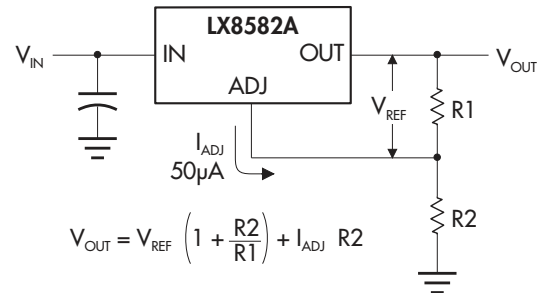 LX8582A
V_IN
IN
OUT
V_OUT
ADJ
V_REF
R1
I_ADJ
50µA
R2
V_OUT = V_REF (1 + R2/R1) + I_ADJ R2